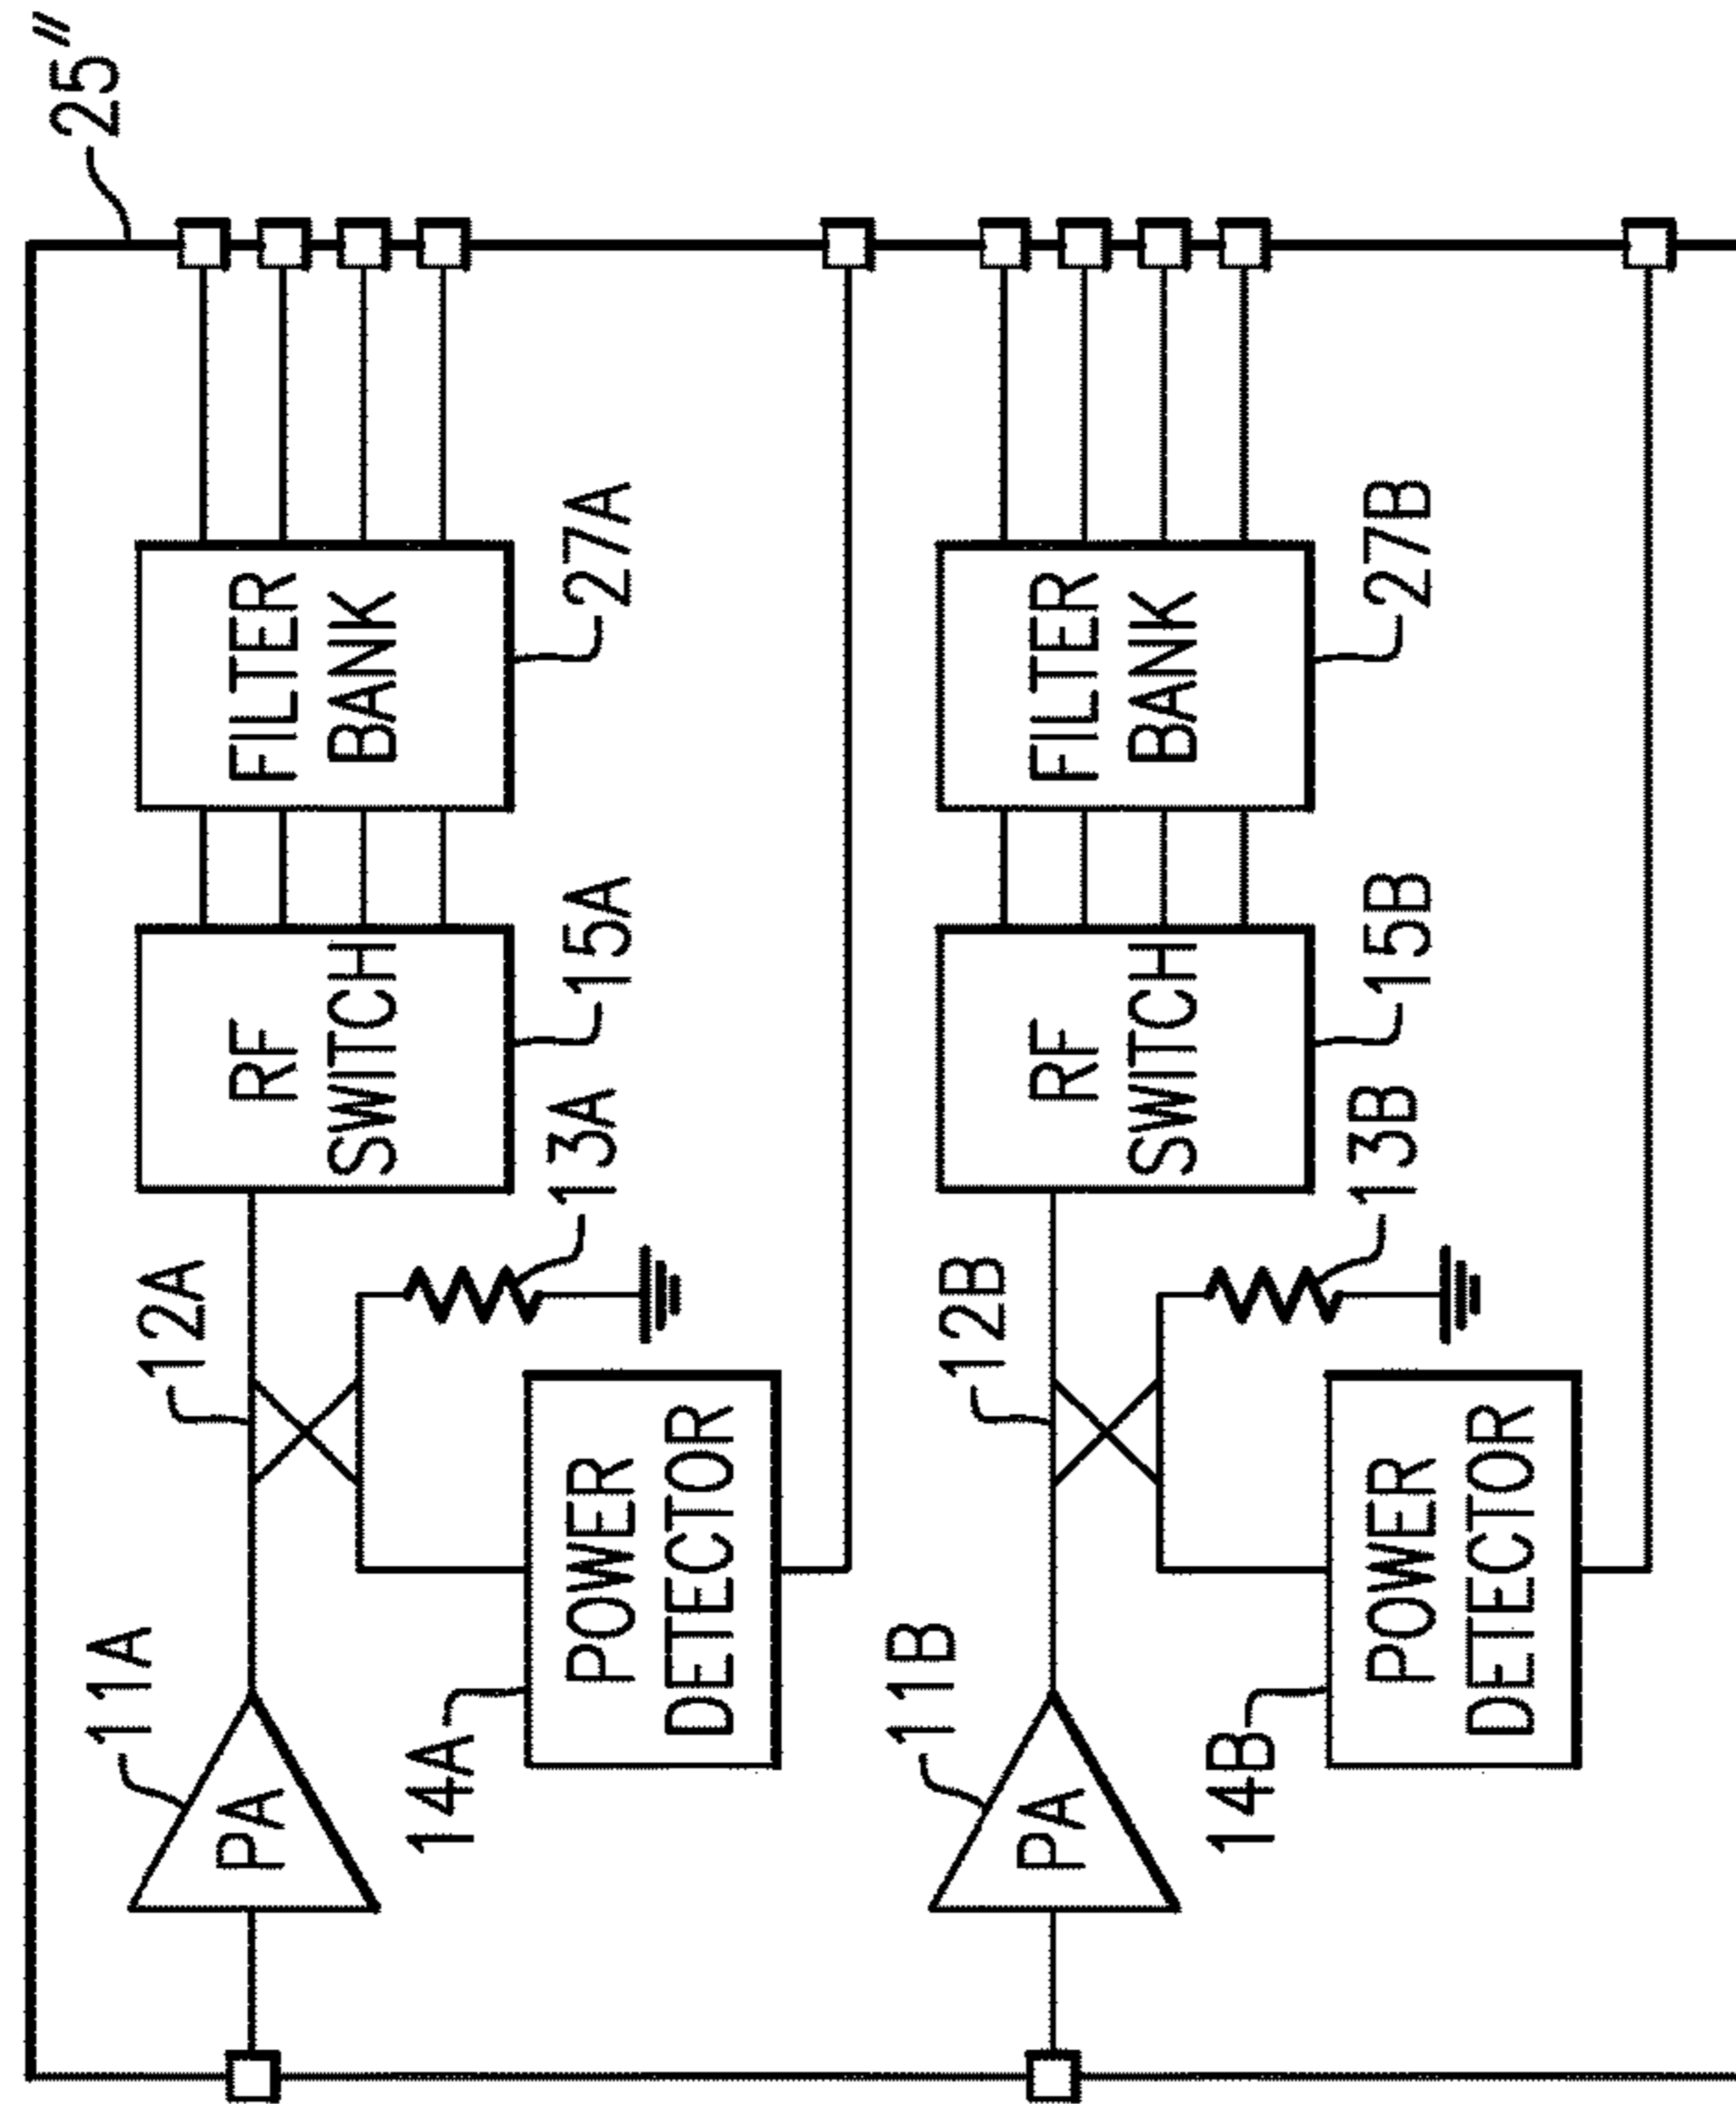 25″
11A
12A
PA
RF
SWITCH
FILTER
BANK
14A
13A
15A
27A
POWER
DETECTOR
11B
12B
PA
RF
SWITCH
FILTER
BANK
14B
13B
15B
27B
POWER
DETECTOR